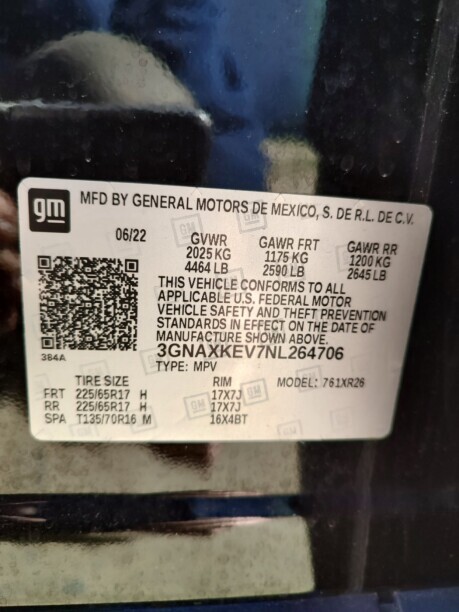 gm MFD BY GENERAL MOTORS DE MEXICO, S. DE R.L. DE C.V.
06/22 GVWR GAWR FRT GAWR RR
2025 KG 1175 KG 1200 KG
4464 LB 2590 LB 2645 LB
THIS VEHICLE CONFORMS TO ALL
APPLICABLE U.S. FEDERAL MOTOR
VEHICLE SAFETY AND THEFT PREVENTION
STANDARDS IN EFFECT ON THE DATE OF
MANUFACTURE SHOWN ABOVE.
384A 3GNAXKEV7NL264706
TYPE: MPV
TIRE SIZE RIM MODEL: 761XR26
FRT 225/65R17 H 17X7J
RR 225/65R17 H 17X7J
SPA T135/70R16 M 16X4BT